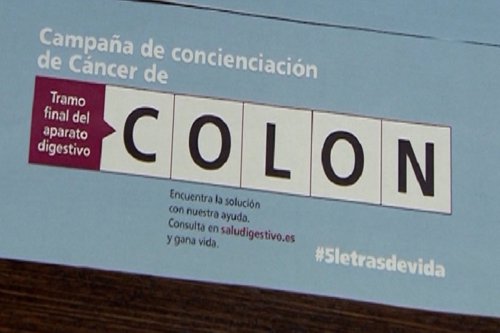 Campaña de concienciación
de Cáncer de
Tramo
final del
aparato
digestivo
COLON
Encuentra la solución
con nuestra ayuda.
Consulta en saludigestivo.es
y gana vida.
#5letrasdevida